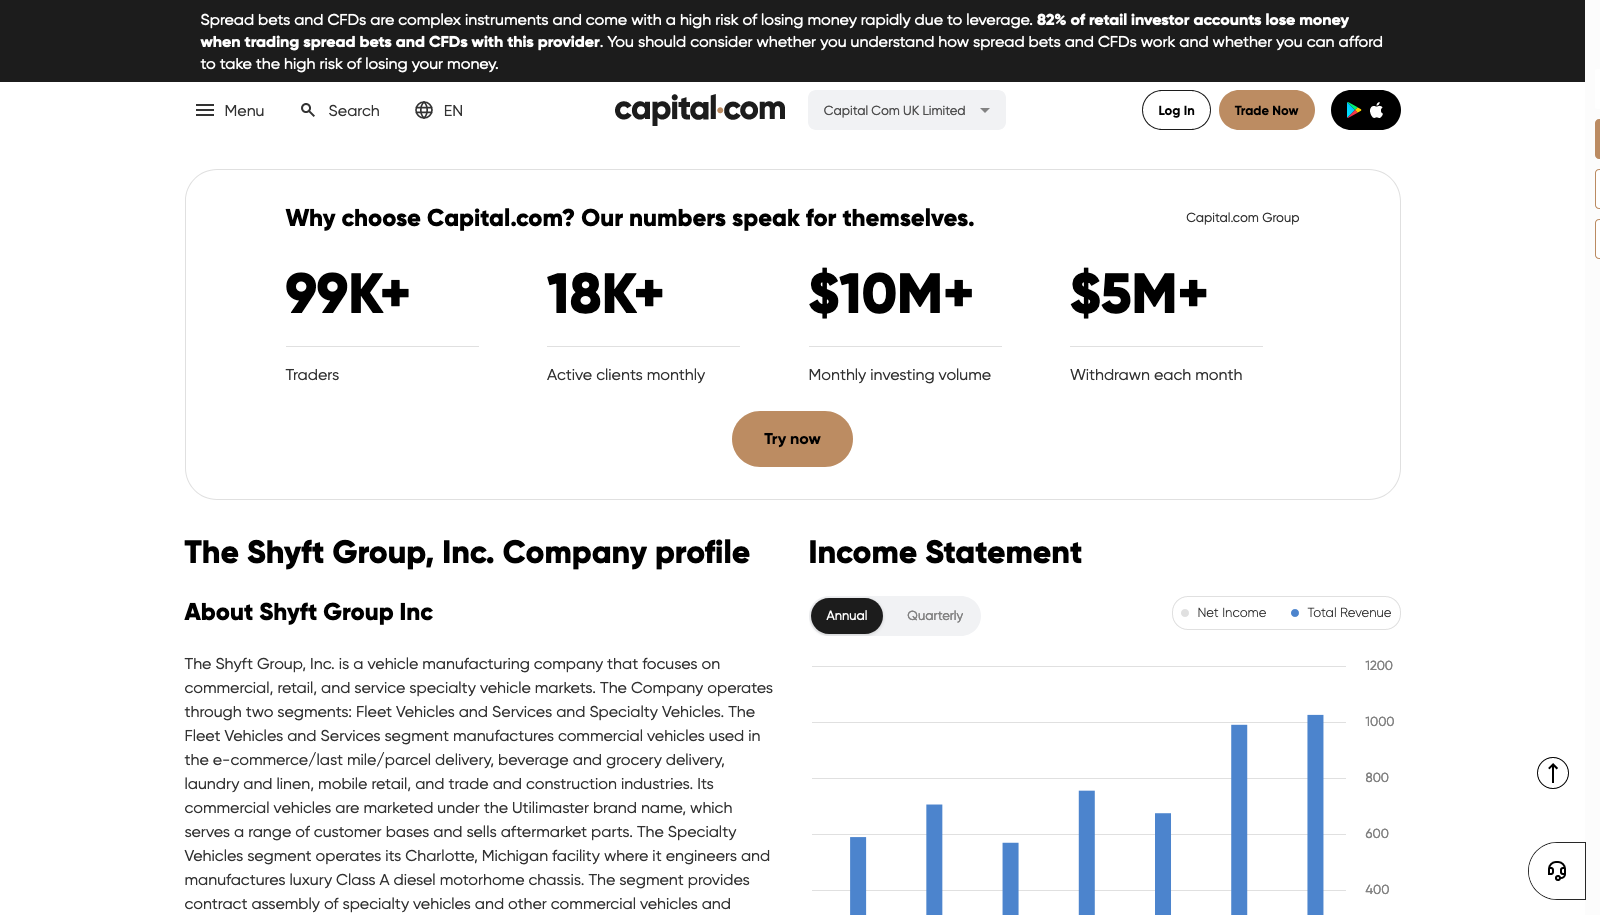 Spread bets and CFDs are complex instruments and come with a high risk of losing money rapidly due to leverage. 82% of retail investor accounts lose money
when trading spread bets and CFDs with this provider. You should consider whether you understand how spread bets and CFDs work and whether you can afford
to take the high risk of losing your money.
Menu Search EN capital.com Capital Com UK Limited Log In Trade Now
Why choose Capital.com? Our numbers speak for themselves. Capital.com Group
99K+ 18K+ $10M+ $5M+
Traders Active clients monthly Monthly investing volume Withdrawn each month
Try now
The Shyft Group, Inc. Company profile
About Shyft Group Inc
The Shyft Group, Inc. is a vehicle manufacturing company that focuses on
commercial, retail, and service specialty vehicle markets. The Company operates
through two segments: Fleet Vehicles and Services and Specialty Vehicles. The
Fleet Vehicles and Services segment manufactures commercial vehicles used in
the e-commerce/last mile/parcel delivery, beverage and grocery delivery,
laundry and linen, mobile retail, and trade and construction industries. Its
commercial vehicles are marketed under the Utilimaster brand name, which
serves a range of customer bases and sells aftermarket parts. The Specialty
Vehicles segment operates its Charlotte, Michigan facility where it engineers and
manufactures luxury Class A diesel motorhome chassis. The segment provides
contract assembly of specialty vehicles and other commercial vehicles and
Income Statement
Annual Quarterly Net Income Total Revenue
1200
1000
800
600
400